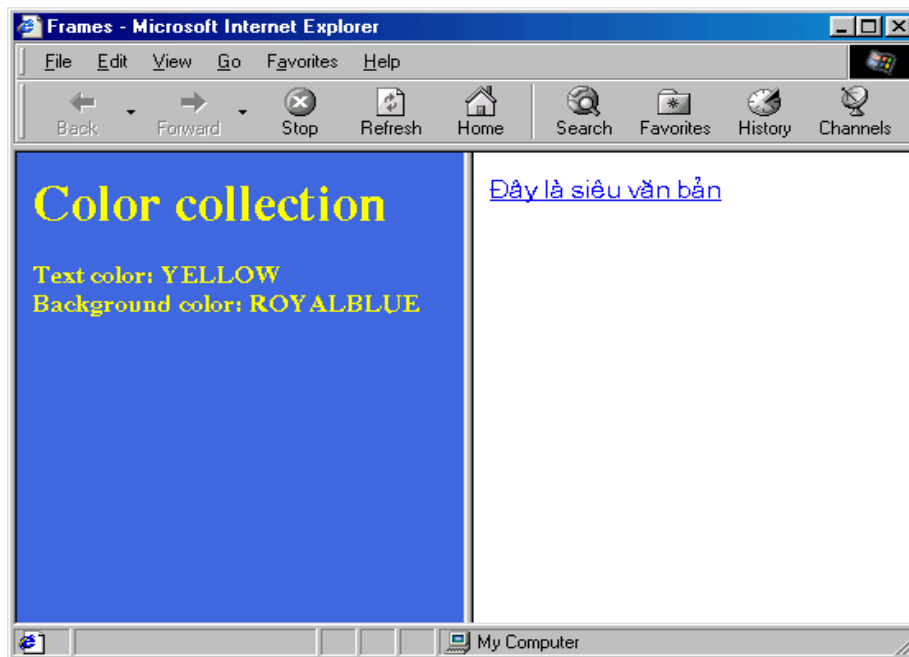 Frames - Microsoft Internet Explorer
File Edit View Go Favorites Help
Back Forward Stop Refresh Home Search Favorites History Channels
Color collection
Text color: YELLOW
Background color: ROYALBLUE
Đây là siêu văn bản
My Computer